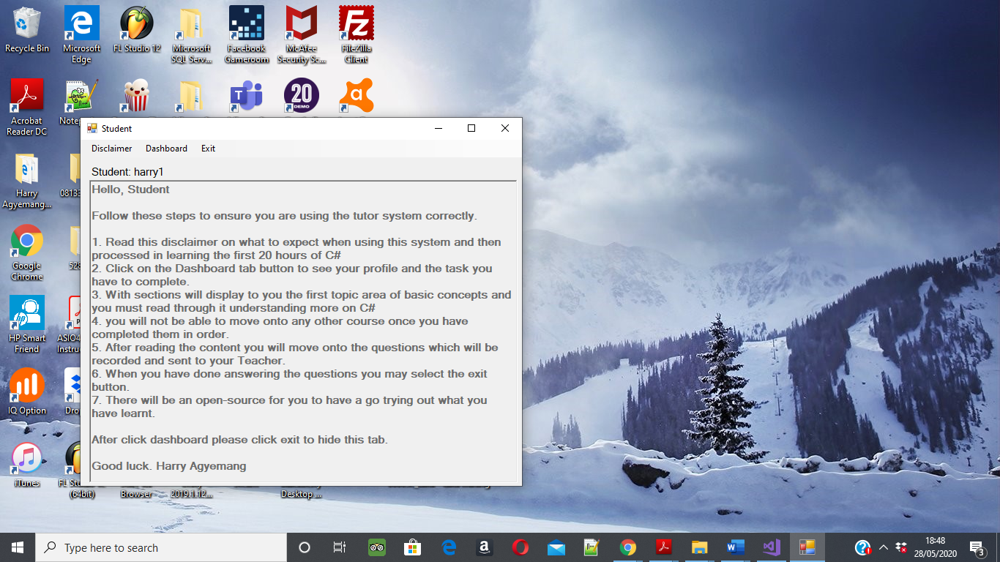 Recycle Bin
Microsoft
Edge
FL Studio 12
Microsoft
SQL Serv...
Facebook
Gameroom
McAfee
Security Sc...
FileZilla
Client
Acrobat
Reader DC
20
DEMO
Harry
Agyemang...
Google
Chrome
HP Smart
Friend
IQ Option
iTunes
(64bit)
Browser
2019.1.12...
Desktop ...
Student
Disclaimer Dashboard Exit
Student: harry1
Hello, Student
Follow these steps to ensure you are using the tutor system correctly.
1. Read this disclaimer on what to expect when using this system and then
processed in learning the first 20 hours of C#
2. Click on the Dashboard tab button to see your profile and the task you
have to complete.
3. With sections will display to you the first topic area of basic concepts and
you must read through it understanding more on C#
4. you will not be able to move onto any other course once you have
completed them in order.
5. After reading the content you will move onto the questions which will be
recorded and sent to your Teacher.
6. When you have done answering the questions you may select the exit
button.
7. There will be an open-source for you to have a go trying out what you
have learnt.
After click dashboard please click exit to hide this tab.
Good luck. Harry Agyemang
Type here to search
18:48
28/05/2020
3